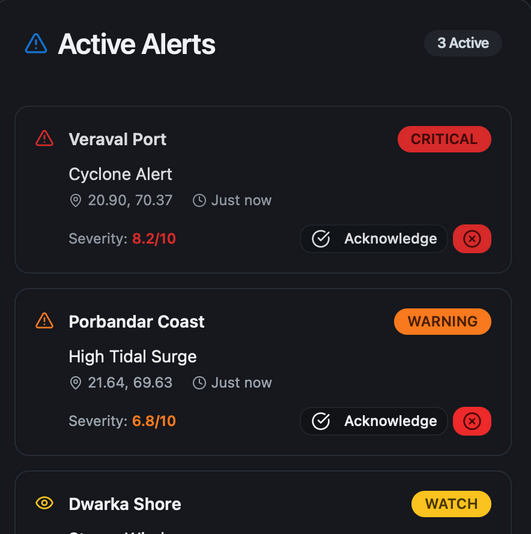 Active Alerts
3 Active
Veraval Port
CRITICAL
Cyclone Alert
20.90, 70.37 Just now
Severity: 8.2/10
Acknowledge
Porbandar Coast
WARNING
High Tidal Surge
21.64, 69.63 Just now
Severity: 6.8/10
Acknowledge
Dwarka Shore
WATCH